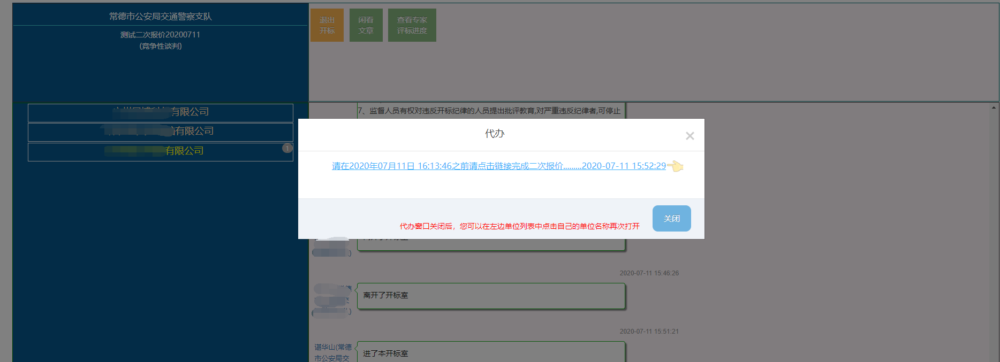 常德市公安局交通警察支队
测试二次报价20200711
(竞争性谈判)
退出
开标
闲看
文章
查看专家
评标进度
有限公司
有限公司
有限公司
1
7、监督人员有权对违反开标纪律的人员提出批评教育,对严重违反纪律者,可停止
代办
×
请在2020年07月11日 16:13:46之前请点击链接完成二次报价.........2020-07-11 15:52:29
代办窗口关闭后，您可以在左边单位列表中点击自己的单位名称再次打开
关闭
2020-07-11 15:46:26
离开了开标室
2020-07-11 15:51:21
谌华山(常德
市公安局交
进了本开标室